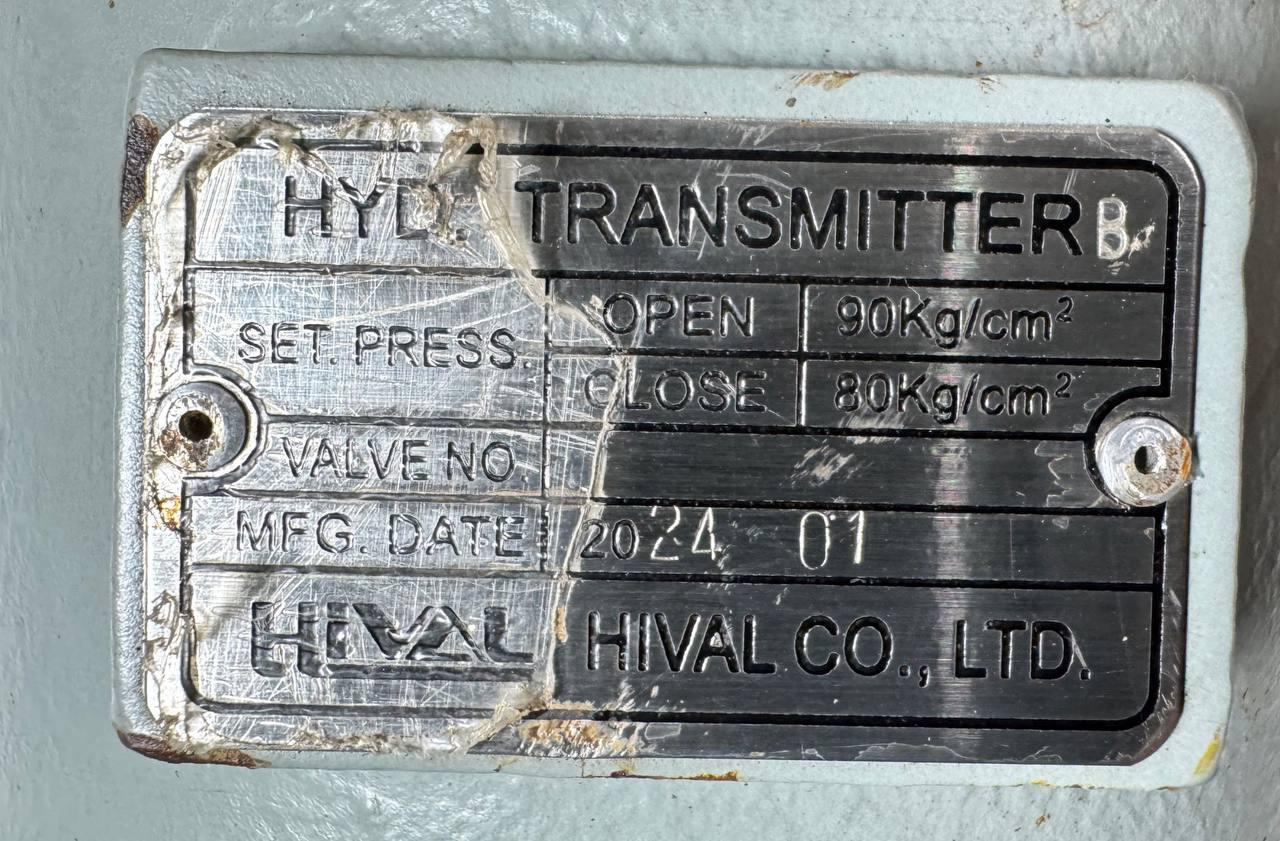 HYD. TRANSMITTER B
SET. PRESS. OPEN 90Kg/cm²
CLOSE 80Kg/cm²
VALVE NO.
MFG. DATE 2024 01
HIVAL HIVAL CO., LTD.